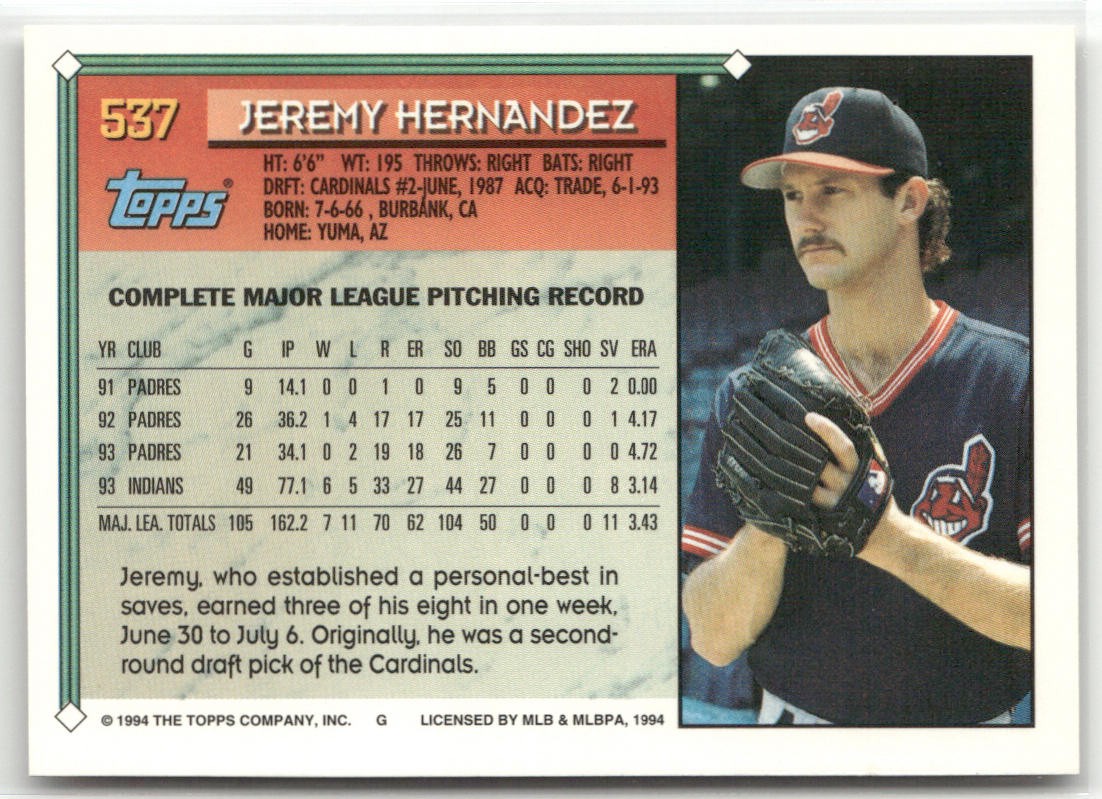 537 JEREMY HERNANDEZ
HT: 6'6" WT: 195 THROWS: RIGHT BATS: RIGHT
Topps®
DRFT: CARDINALS #2-JUNE, 1987 ACQ: TRADE, 6-1-93
BORN: 7-6-66 , BURBANK, CA
HOME: YUMA, AZ
COMPLETE MAJOR LEAGUE PITCHING RECORD
YR CLUB G IP W L R ER SO BB GS CG SHO SV ERA
91 PADRES 9 14.1 0 0 1 0 9 5 0 0 0 2 0.00
92 PADRES 26 36.2 1 4 17 17 25 11 0 0 0 1 4.17
93 PADRES 21 34.1 0 2 19 18 26 7 0 0 0 0 4.72
93 INDIANS 49 77.1 6 5 33 27 44 27 0 0 0 8 3.14
MAJ. LEA. TOTALS 105 162.2 7 11 70 62 104 50 0 0 0 11 3.43
Jeremy, who established a personal-best in
saves, earned three of his eight in one week,
June 30 to July 6. Originally, he was a second-
round draft pick of the Cardinals.
© 1994 THE TOPPS COMPANY, INC. G LICENSED BY MLB & MLBPA, 1994